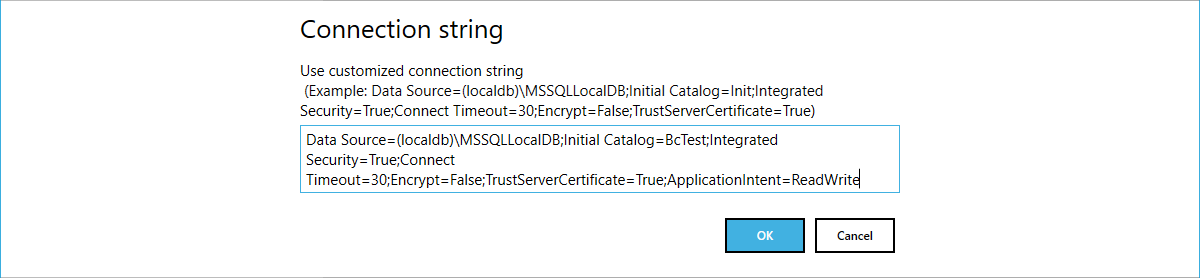 Connection string
Use customized connection string
(Example: Data Source=(localdb)\MSSQLLocalDB;Initial Catalog=Init;Integrated
Security=True;Connect Timeout=30;Encrypt=False;TrustServerCertificate=True)
Data Source=(localdb)\MSSQLLocalDB;Initial Catalog=BcTest;Integrated
Security=True;Connect
Timeout=30;Encrypt=False;TrustServerCertificate=True;ApplicationIntent=ReadWrite
OK Cancel